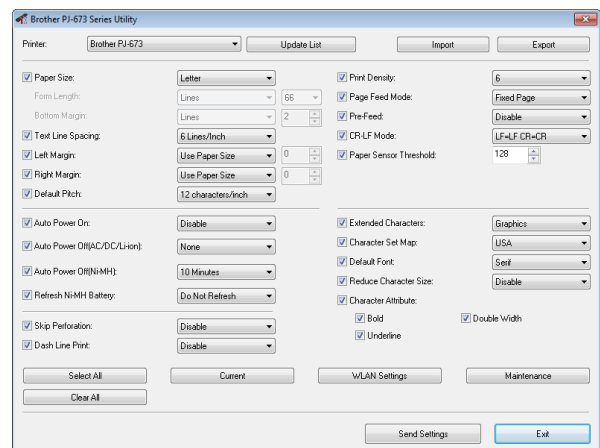 Brother PJ-673 Series Utility
Printer: Brother PJ-673 Update List Import Export
Paper Size: Letter
Form Length: Lines 66
Bottom Margin: Lines 2
Text Line Spacing: 6 Lines/Inch
Left Margin: Use Paper Size 0
Right Margin: Use Paper Size 0
Default Pitch: 12 characters/inch
Print Density: 6
Page Feed Mode: Fixed Page
Pre-Feed: Disable
CR-LF Mode: LF=LF CR=CR
Paper Sensor Threshold: 128
Auto Power On: Disable
Auto Power Off(AC/DC/Li-ion): None
Auto Power Off(Ni-MH): 10 Minutes
Refresh Ni-MH Battery: Do Not Refresh
Extended Characters: Graphics
Character Set Map: USA
Default Font: Serif
Reduce Character Size: Disable
Character Attribute:
Bold Double Width
Underline
Skip Perforation: Disable
Dash Line Print: Disable
Select All Current WLAN Settings Maintenance
Clear All
Send Settings Exit